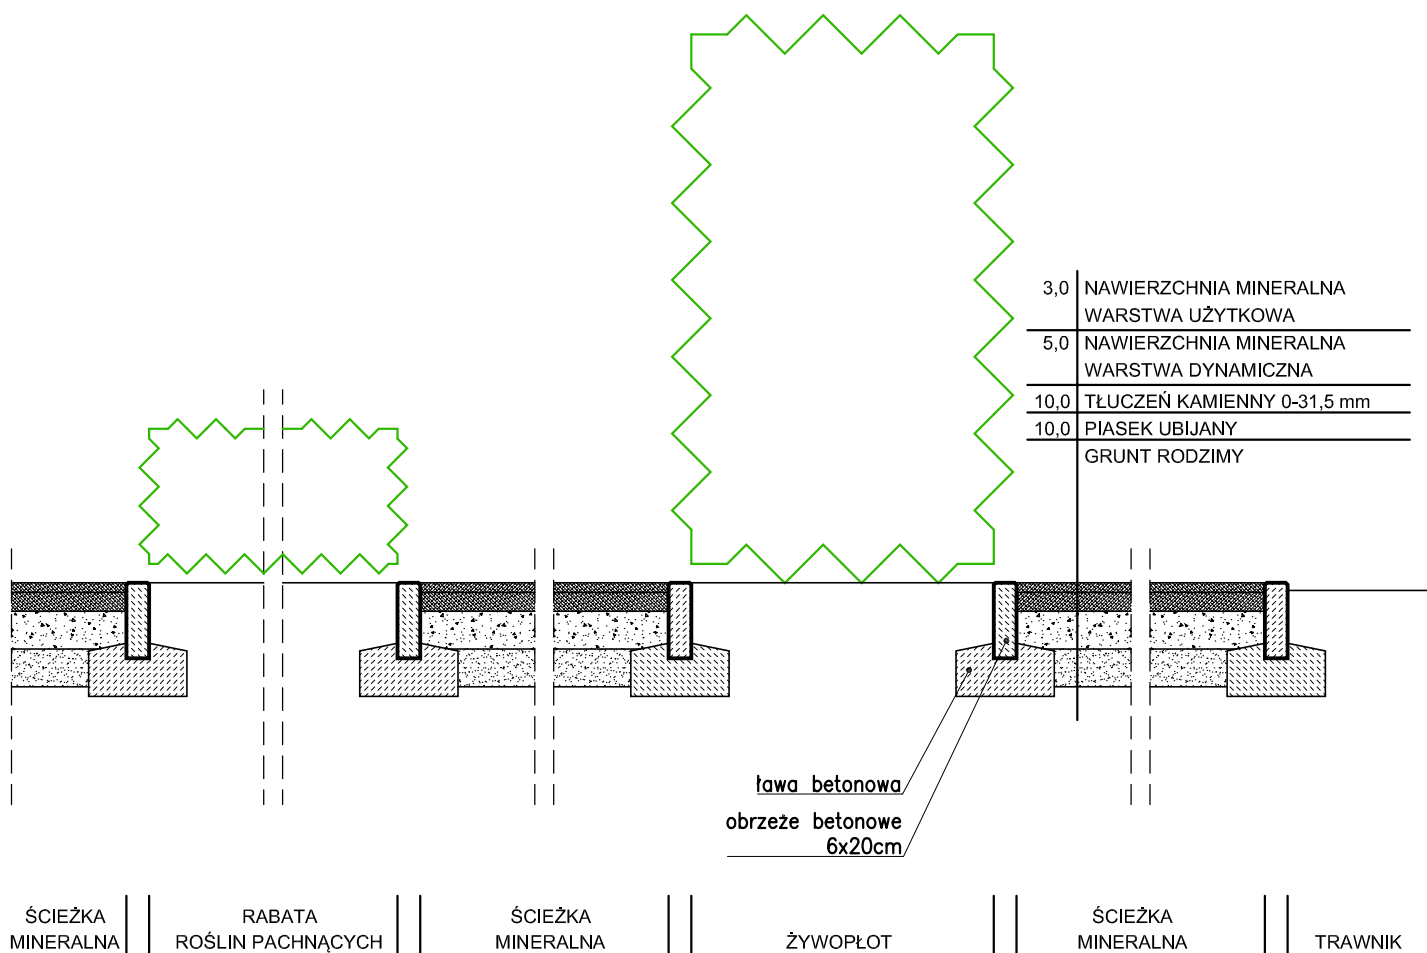 3,0 NAWIERZCHNIA MINERALNA
WARSTWA UŻYTKOWA
5,0 NAWIERZCHNIA MINERALNA
WARSTWA DYNAMICZNA
10,0 TŁUCZEŃ KAMIENNY 0-31,5 mm
10,0 PIASEK UBIJANY
GRUNT RODZIMY
ława betonowa
obrzeże betonowe
6x20cm
ŚCIEŻKA
MINERALNA
RABATA
ROŚLIN PACHNĄCYCH
ŚCIEŻKA
MINERALNA
ŻYWOPŁOT
ŚCIEŻKA
MINERALNA
TRAWNIK